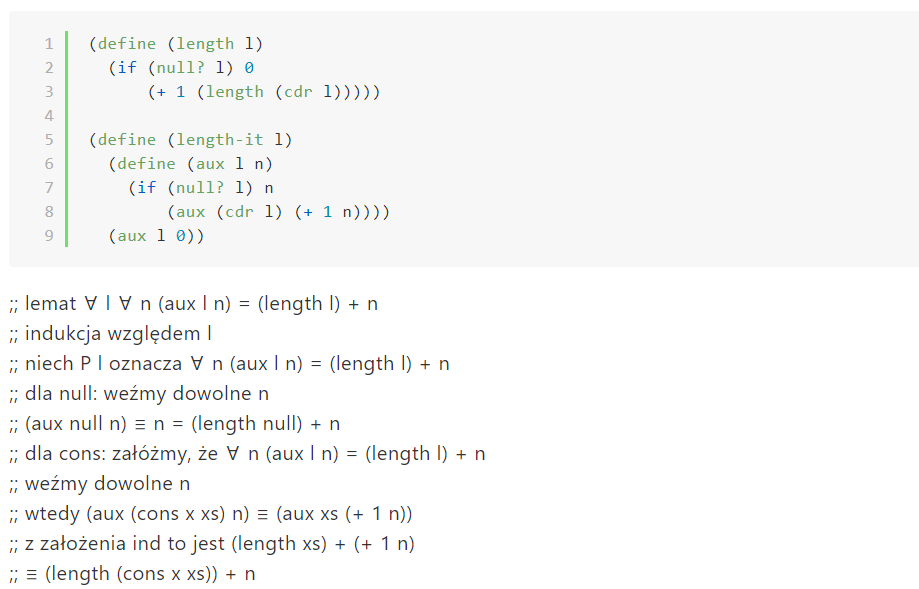 1 (define (length l)
2 (if (null? l) 0
3 (+ 1 (length (cdr l)))))
4
5 (define (length-it l)
6 (define (aux l n)
7 (if (null? l) n
8 (aux (cdr l) (+ 1 n))))
9 (aux l 0))
;; lemat ∀ l ∀ n (aux l n) = (length l) + n
;; indukcja względem l
;; niech P l oznacza ∀ n (aux l n) = (length l) + n
;; dla null: weźmy dowolne n
;; (aux null n) ≡ n = (length null) + n
;; dla cons: załóżmy, że ∀ n (aux l n) = (length l) + n
;; weźmy dowolne n
;; wtedy (aux (cons x xs) n) ≡ (aux xs (+ 1 n))
;; z założenia ind to jest (length xs) + (+ 1 n)
;; ≡ (length (cons x xs)) + n